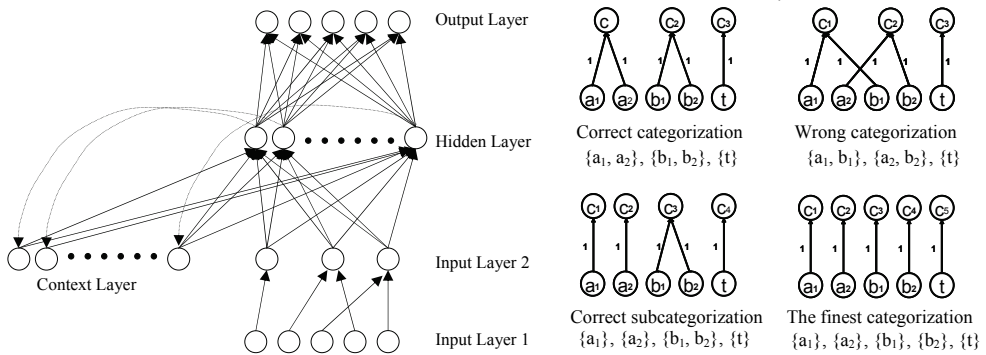 Output Layer
Hidden Layer
Input Layer 2
Context Layer
Input Layer 1
C C2 C3
1 1 1 1 1
a1 a2 b1 b2 t
Correct categorization
{a1, a2}, {b1, b2}, {t}
C1 C2 C3
1 1 1 1 1
a1 a2 b1 b2 t
Wrong categorization
{a1, b1}, {a2, b2}, {t}
C1 C2 C3 C4
1 1 1 1 1
a1 a2 b1 b2 t
Correct subcategorization
{a1}, {a2}, {b1, b2}, {t}
C1 C2 C3 C4 C5
1 1 1 1 1
a1 a2 b1 b2 t
The finest categorization
{a1}, {a2}, {b1}, {b2}, {t}